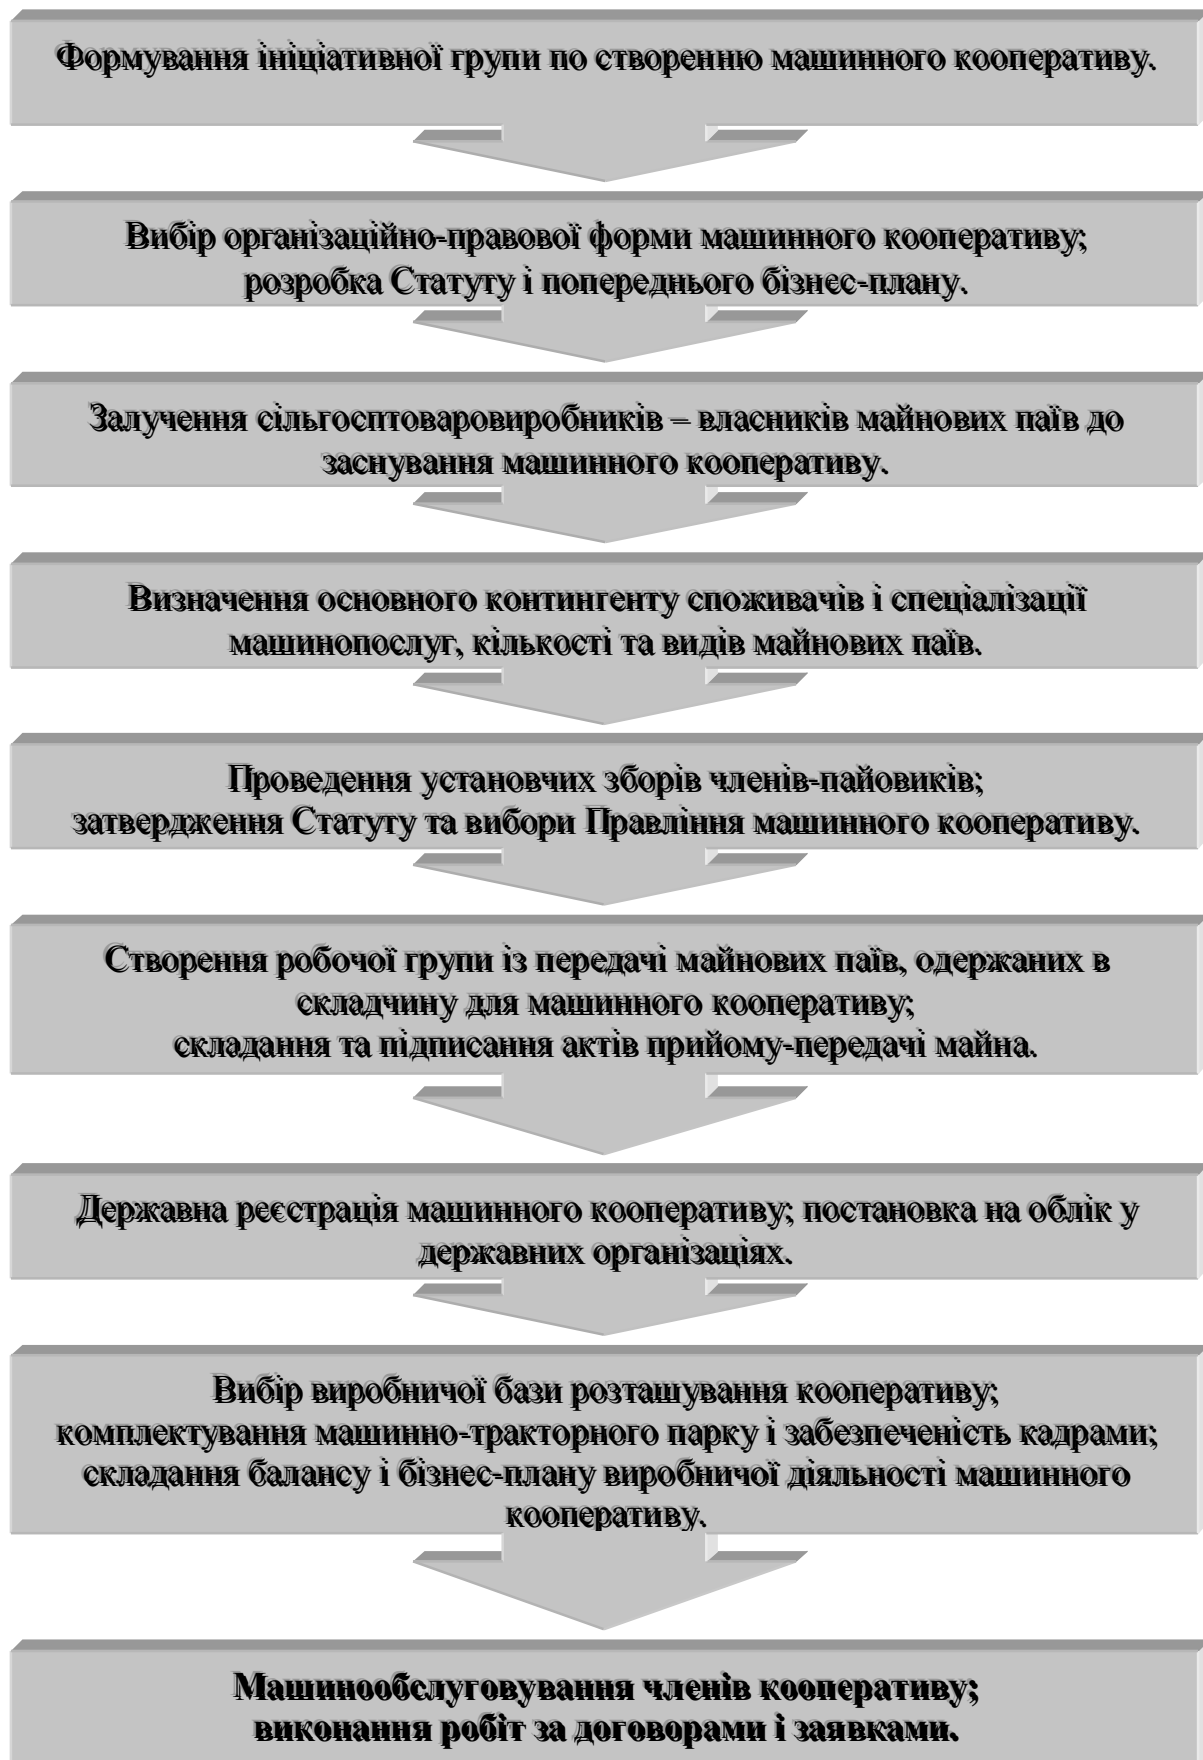 Формування ініціативної групи по створенню машинного кооперативу.
Вибір організаційно-правової форми машинного кооперативу;
розробка Статуту і попереднього бізнес-плану.
Залучення сільгосптоваровиробників – власників майнових паїв до
заснування машинного кооперативу.
Визначення основного контингенту споживачів і спеціалізації
машинопослуг, кількості та видів майнових паїв.
Проведення установчих зборів членів-пайовиків;
затвердження Статуту та вибори Правління машинного кооперативу.
Створення робочої групи із передачі майнових паїв, одержаних в
складчину для машинного кооперативу;
складання та підписання актів прийому-передачі майна.
Державна реєстрація машинного кооперативу; постановка на облік у
державних організаціях.
Вибір виробничої бази розташування кооперативу;
комплектування машинно-тракторного парку і забезпеченість кадрами;
складання балансу і бізнес-плану виробничої діяльності машинного
кооперативу.
Машинообслуговування членів кооперативу;
виконання робіт за договорами і заявками.